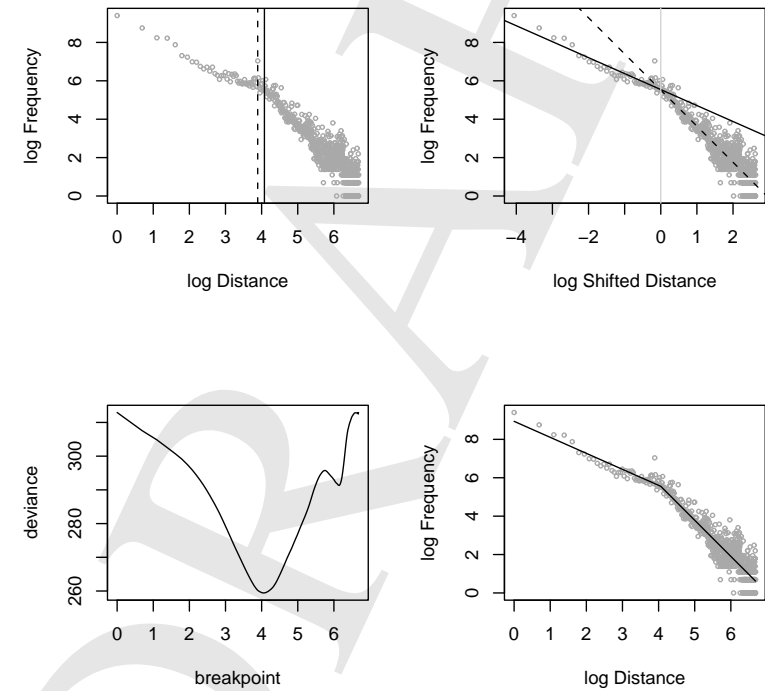 log Frequency
0 2 4 6 8
0 1 2 3 4 5 6
log Distance
log Frequency
0 2 4 6 8
−4 −2 0 1 2
log Shifted Distance
deviance
260 280 300
0 1 2 3 4 5 6
breakpoint
log Frequency
0 2 4 6 8
0 1 2 3 4 5 6
log Distance